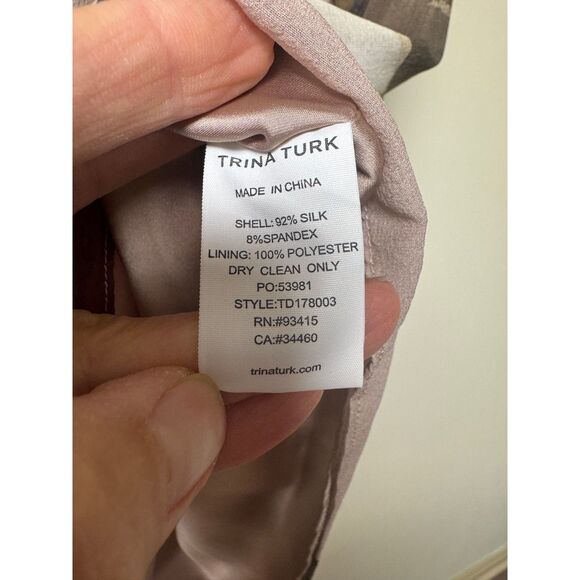 TRINA TURK
MADE IN CHINA
SHELL: 92% SILK
8%SPANDEX
LINING: 100% POLYESTER
DRY CLEAN ONLY
PO:53981
STYLE:TD178003
RN:#93415
CA:#34460
trinaturk.com